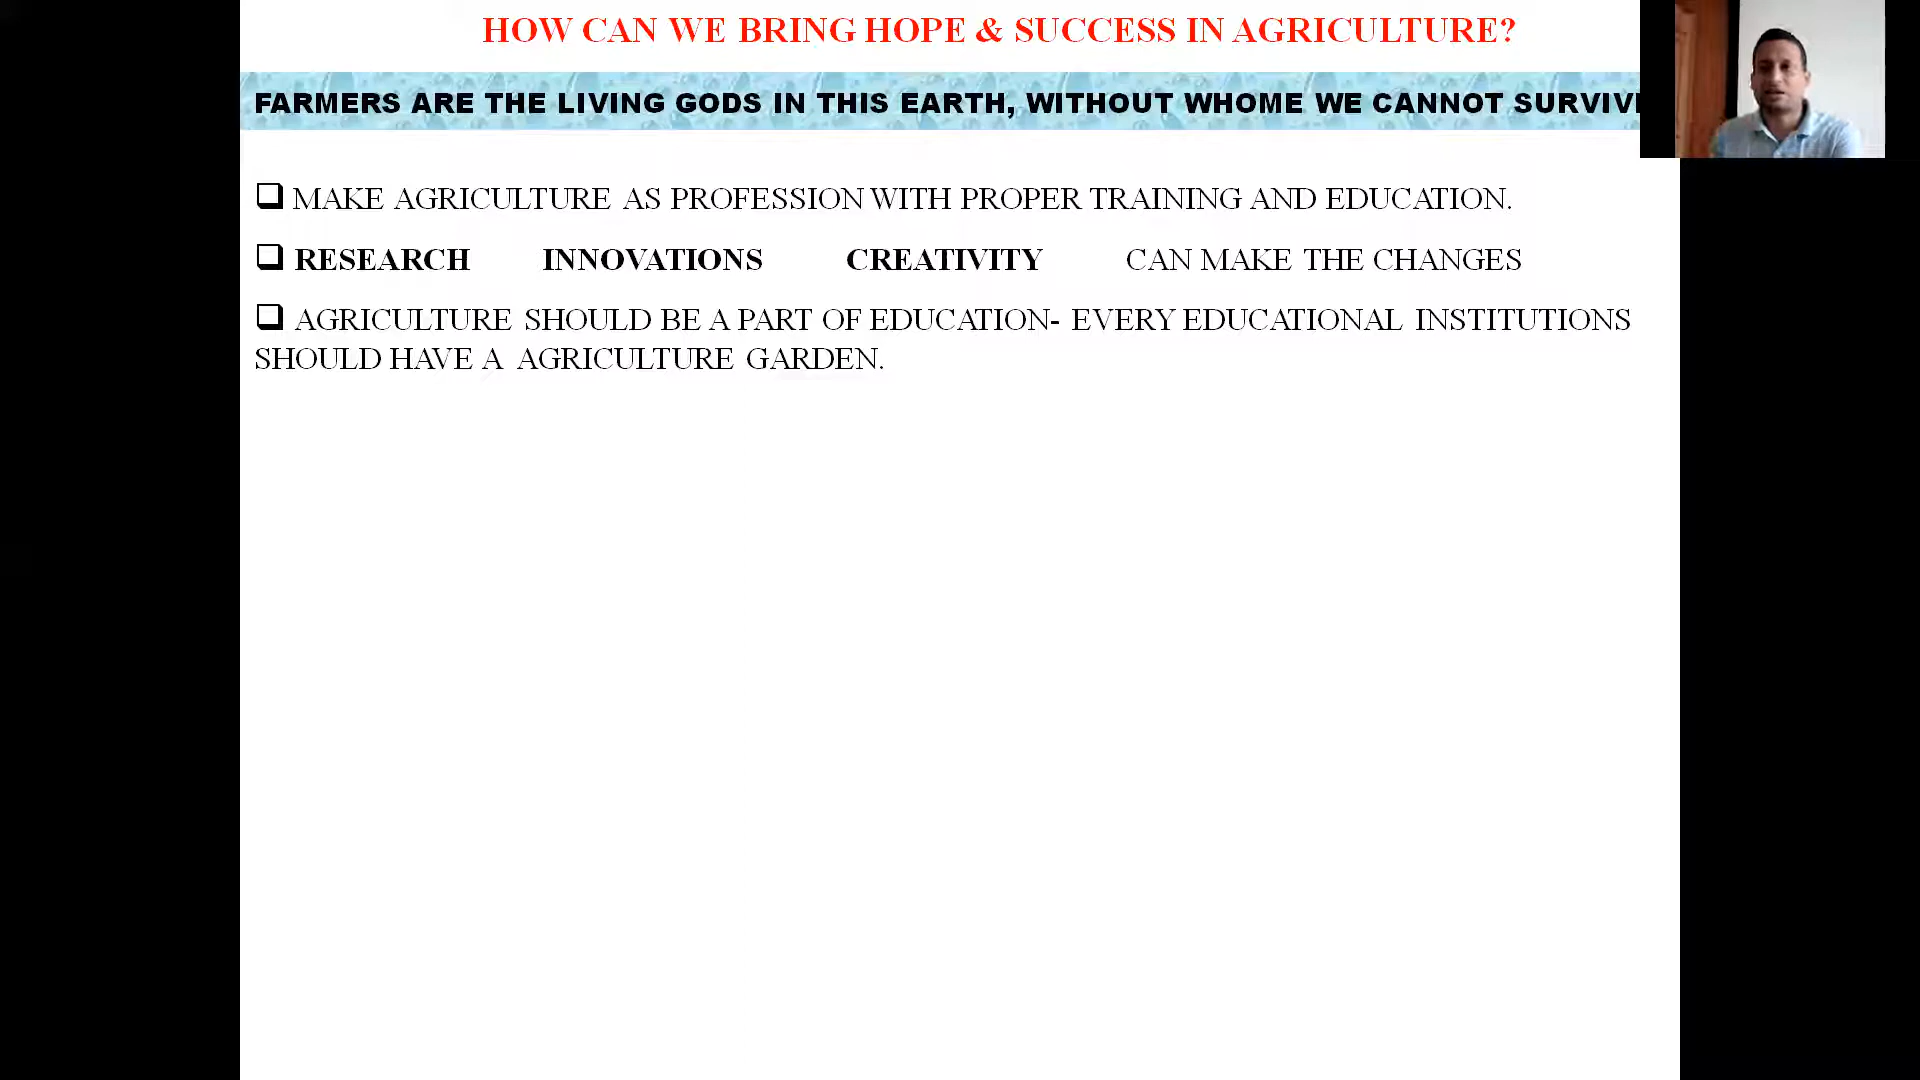 HOW CAN WE BRING HOPE & SUCCESS IN AGRICULTURE?
FARMERS ARE THE LIVING GODS IN THIS EARTH, WITHOUT WHOME WE CANNOT SURVIV
MAKE AGRICULTURE AS PROFESSION WITH PROPER TRAINING AND EDUCATION.
RESEARCH INNOVATIONS CREATIVITY CAN MAKE THE CHANGES
AGRICULTURE SHOULD BE A PART OF EDUCATION- EVERY EDUCATIONAL INSTITUTIONS
SHOULD HAVE A AGRICULTURE GARDEN.